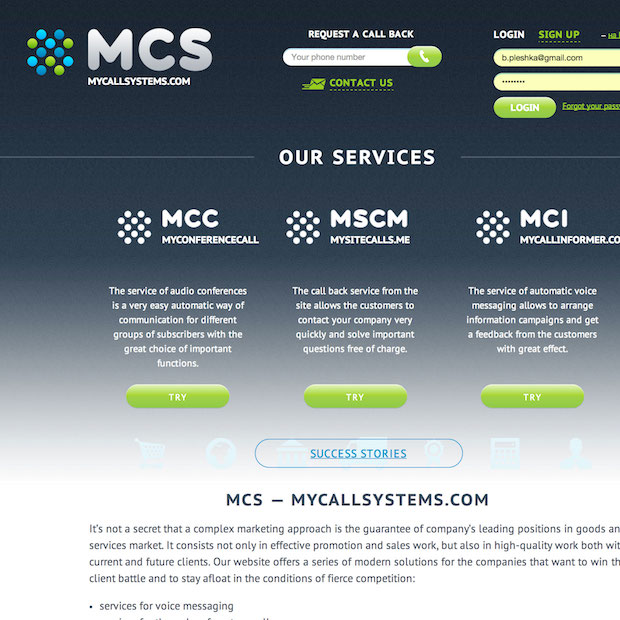 MCS
MYCALLSYSTEMS.COM
REQUEST A CALL BACK
Your phone number
CONTACT US
LOGIN SIGN UP
b.pleshka@gmail.com
••••••••
LOGIN
Forgot your
OUR SERVICES
MCC
MYCONFERENCECALL
The service of audio conferences
is a very easy automatic way of
communication for different
groups of subscribers with the
great choice of important
functions.
TRY
MSCM
MYSITECALLS.ME
The call back service from the
site allows the customers to
contact your company very
quickly and solve important
questions free of charge.
TRY
MCI
MYCALLINFORMER.CO
The service of automatic voice
messaging allows to arrange
information campaigns and get
a feedback from the customers
with great effect.
TRY
SUCCESS STORIES
MCS — MYCALLSYSTEMS.COM
It's not a secret that a complex marketing approach is the guarantee of company's leading positions in goods an
services market. It consists not only in effective promotion and sales work, but also in high-quality work both wit
current and future clients. Our website offers a series of modern solutions for the companies that want to win th
client battle and to stay afloat in the conditions of fierce competition:
• services for voice messaging